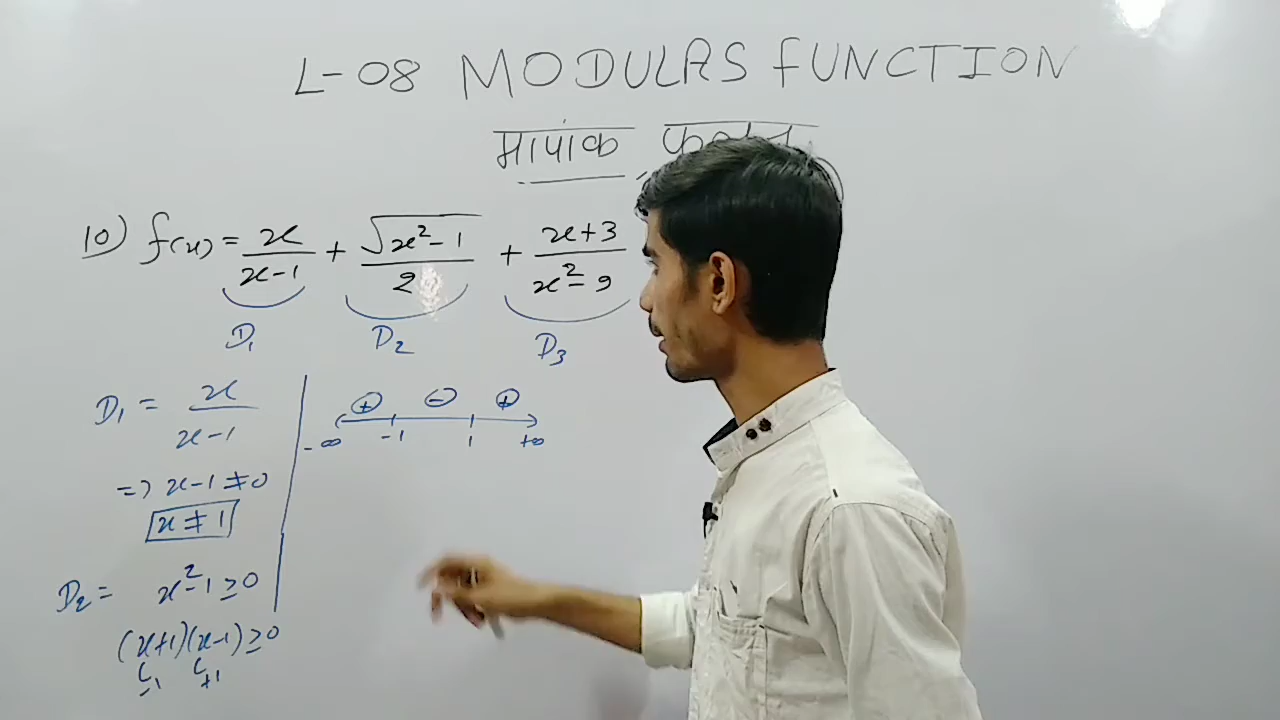 L-08 MODULAS FUNCTION
मापांक
10) f(x) = x/(x-1) + √(x²-1)/2 + (x+3)/(x²-9)
D₁ D₂ D₃
D₁ = x/(x-1)
=> x-1 ≠ 0
x ≠ 1
D₂ = x²-1 ≥ 0
(x+1)(x-1) ≥ 0
-1 +1
+ - +
-∞ -1 1 +∞